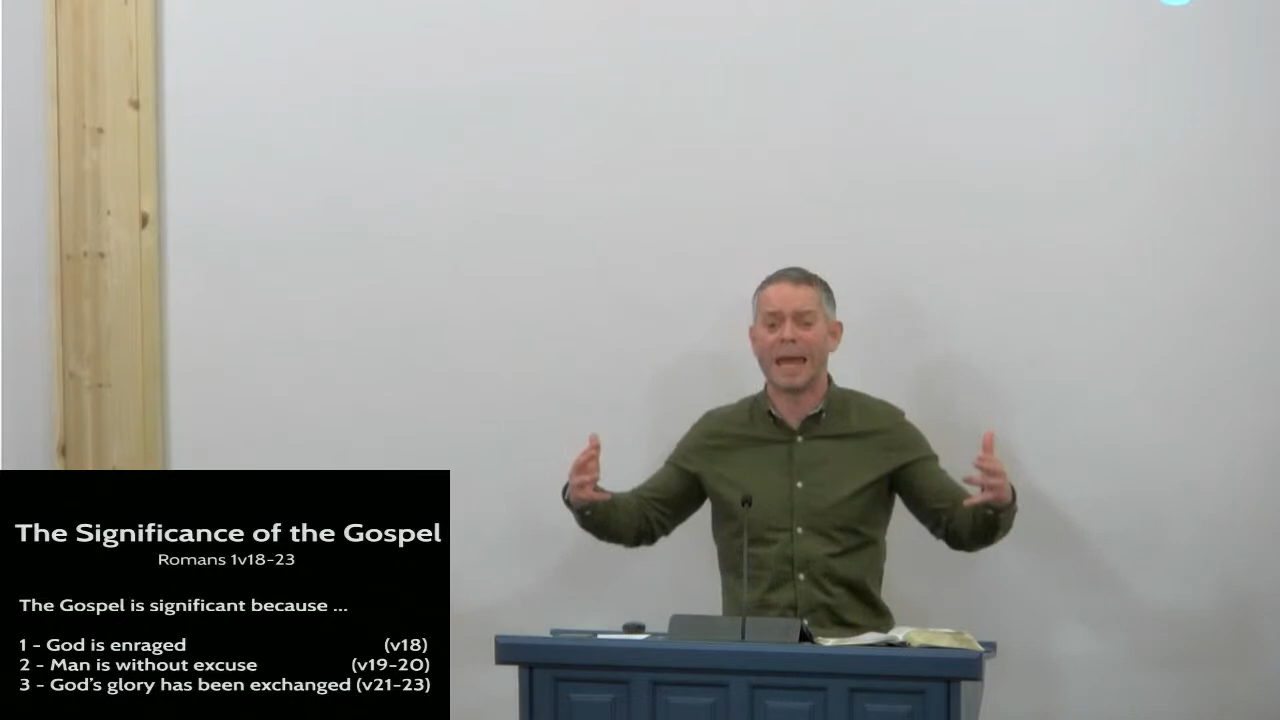 The Significance of the Gospel
Romans 1v18-23
The Gospel is significant because ...
1 - God is enraged (v18)
2 - Man is without excuse (v19-20)
3 - God's glory has been exchanged (v21-23)